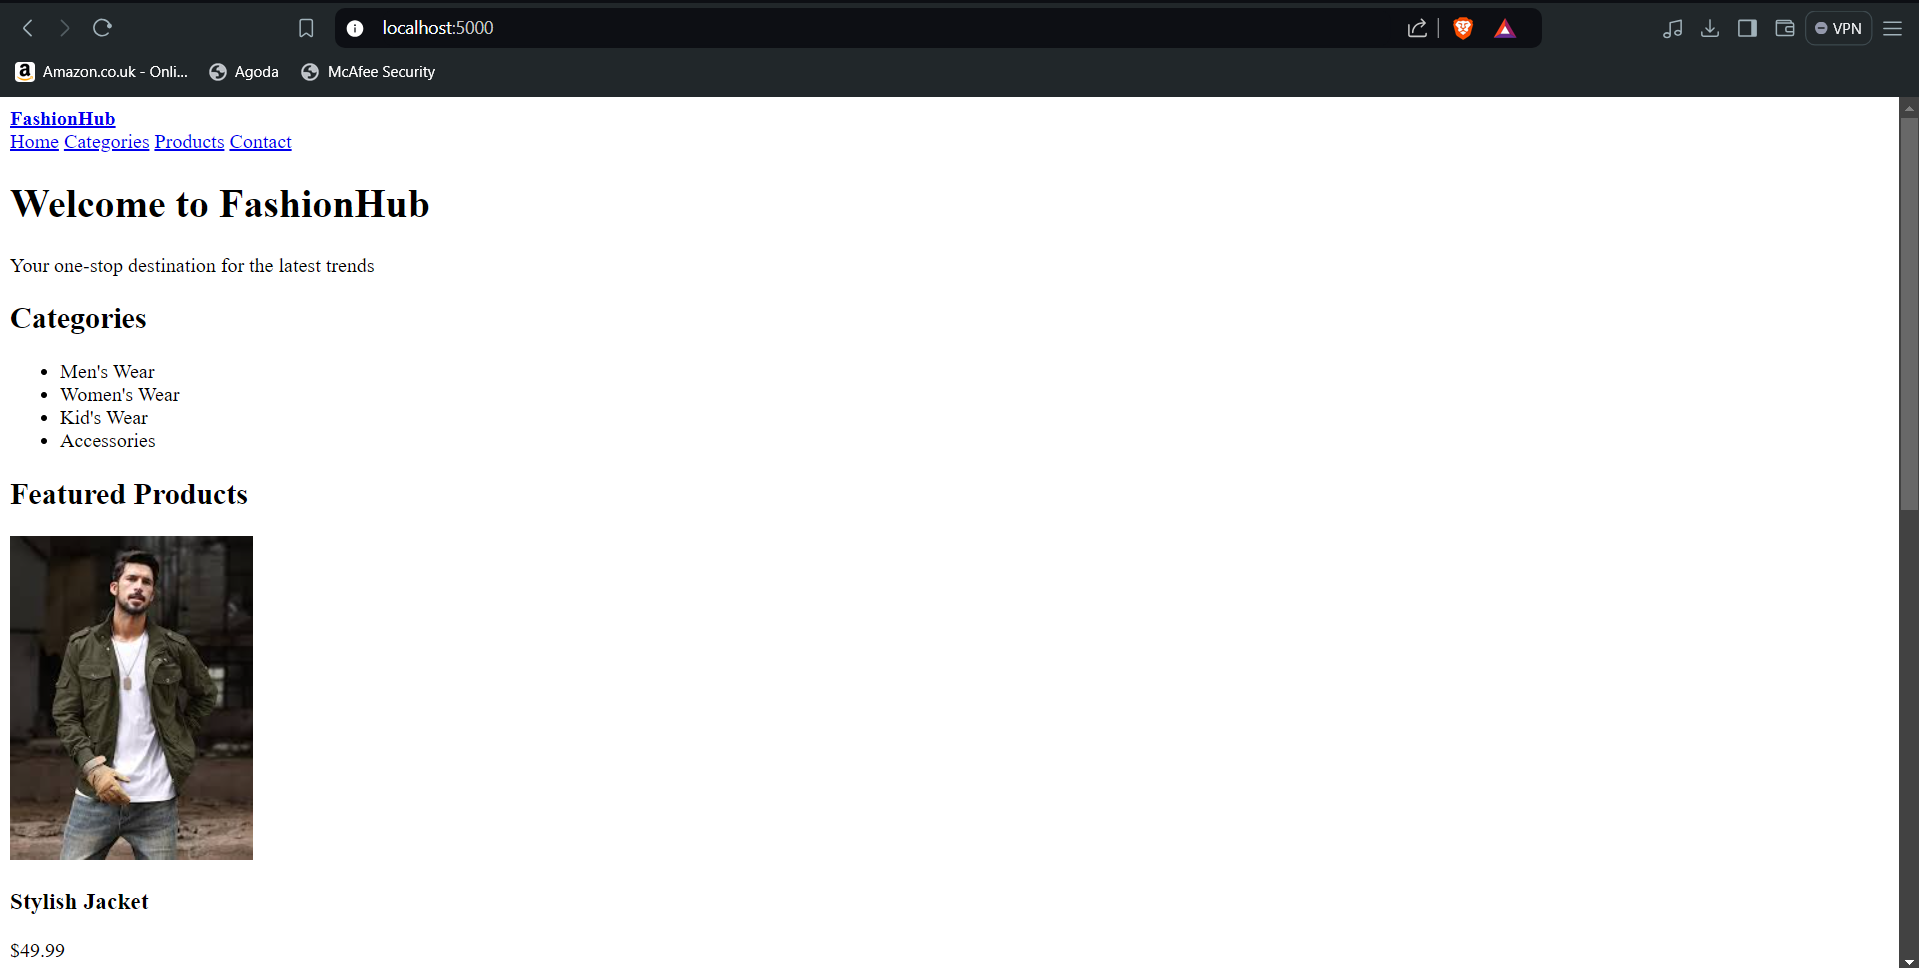 localhost:5000
VPN
Amazon.co.uk - Onli... Agoda McAfee Security
FashionHub
Home Categories Products Contact
Welcome to FashionHub
Your one-stop destination for the latest trends
Categories
Men's Wear
Women's Wear
Kid's Wear
Accessories
Featured Products
Stylish Jacket
$49.99